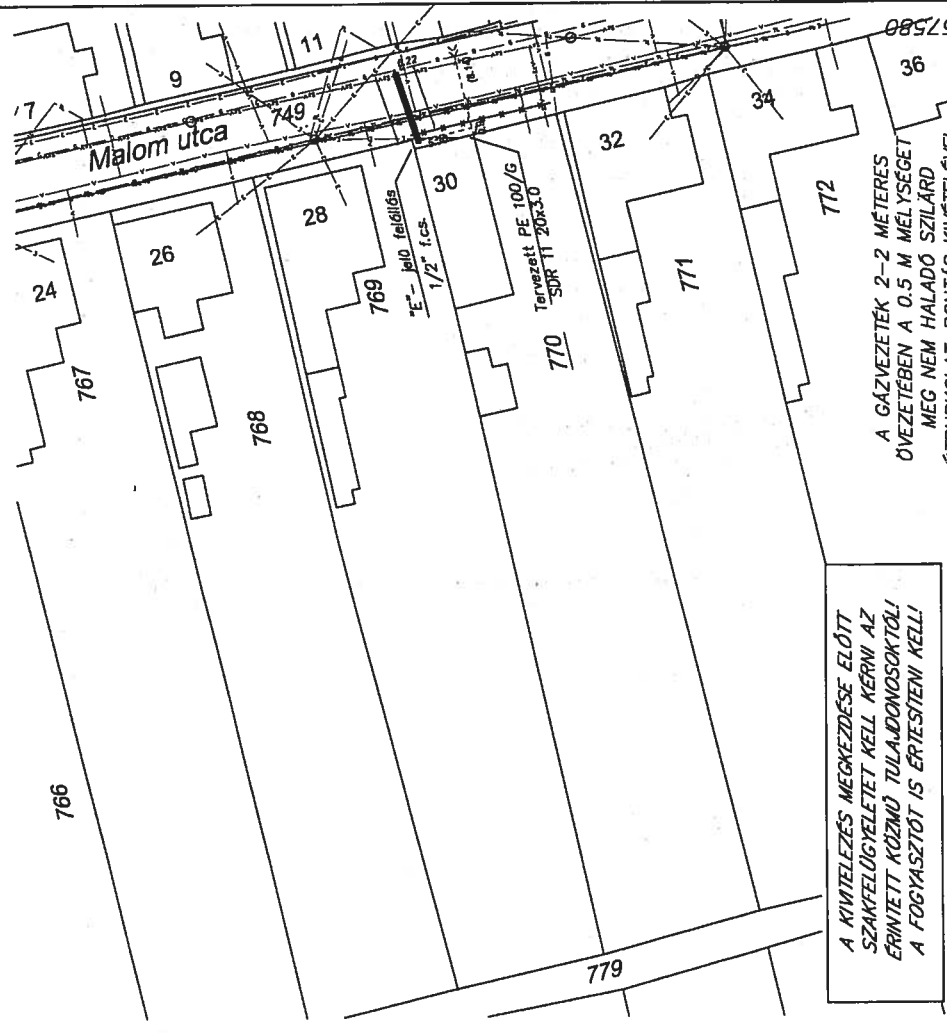 57580
11
9
7
749
Malom utca
36
34
32
30
28
26
24
"E"- jelű felállás
1/2" f.cs.
Tervezett PE 100/G
SDR 11 20x3.0
772
771
770
769
768
767
766
779
A GÁZVEZETÉK 2-2 MÉTERES
ÖVEZETÉBEN A 0.5 M MÉLYSÉGET
MEG NEM HALADÓ SZILÁRD
A KIVITELEZÉS MEGKEZDÉSE ELŐTT
SZAKFELÜGYELETET KELL KÉRNI AZ
ÉRINTETT KÖZMŰ TULAJDONOSOKTÓL!
A FOGYASZTÓT IS ÉRTESÍTENI KELL!